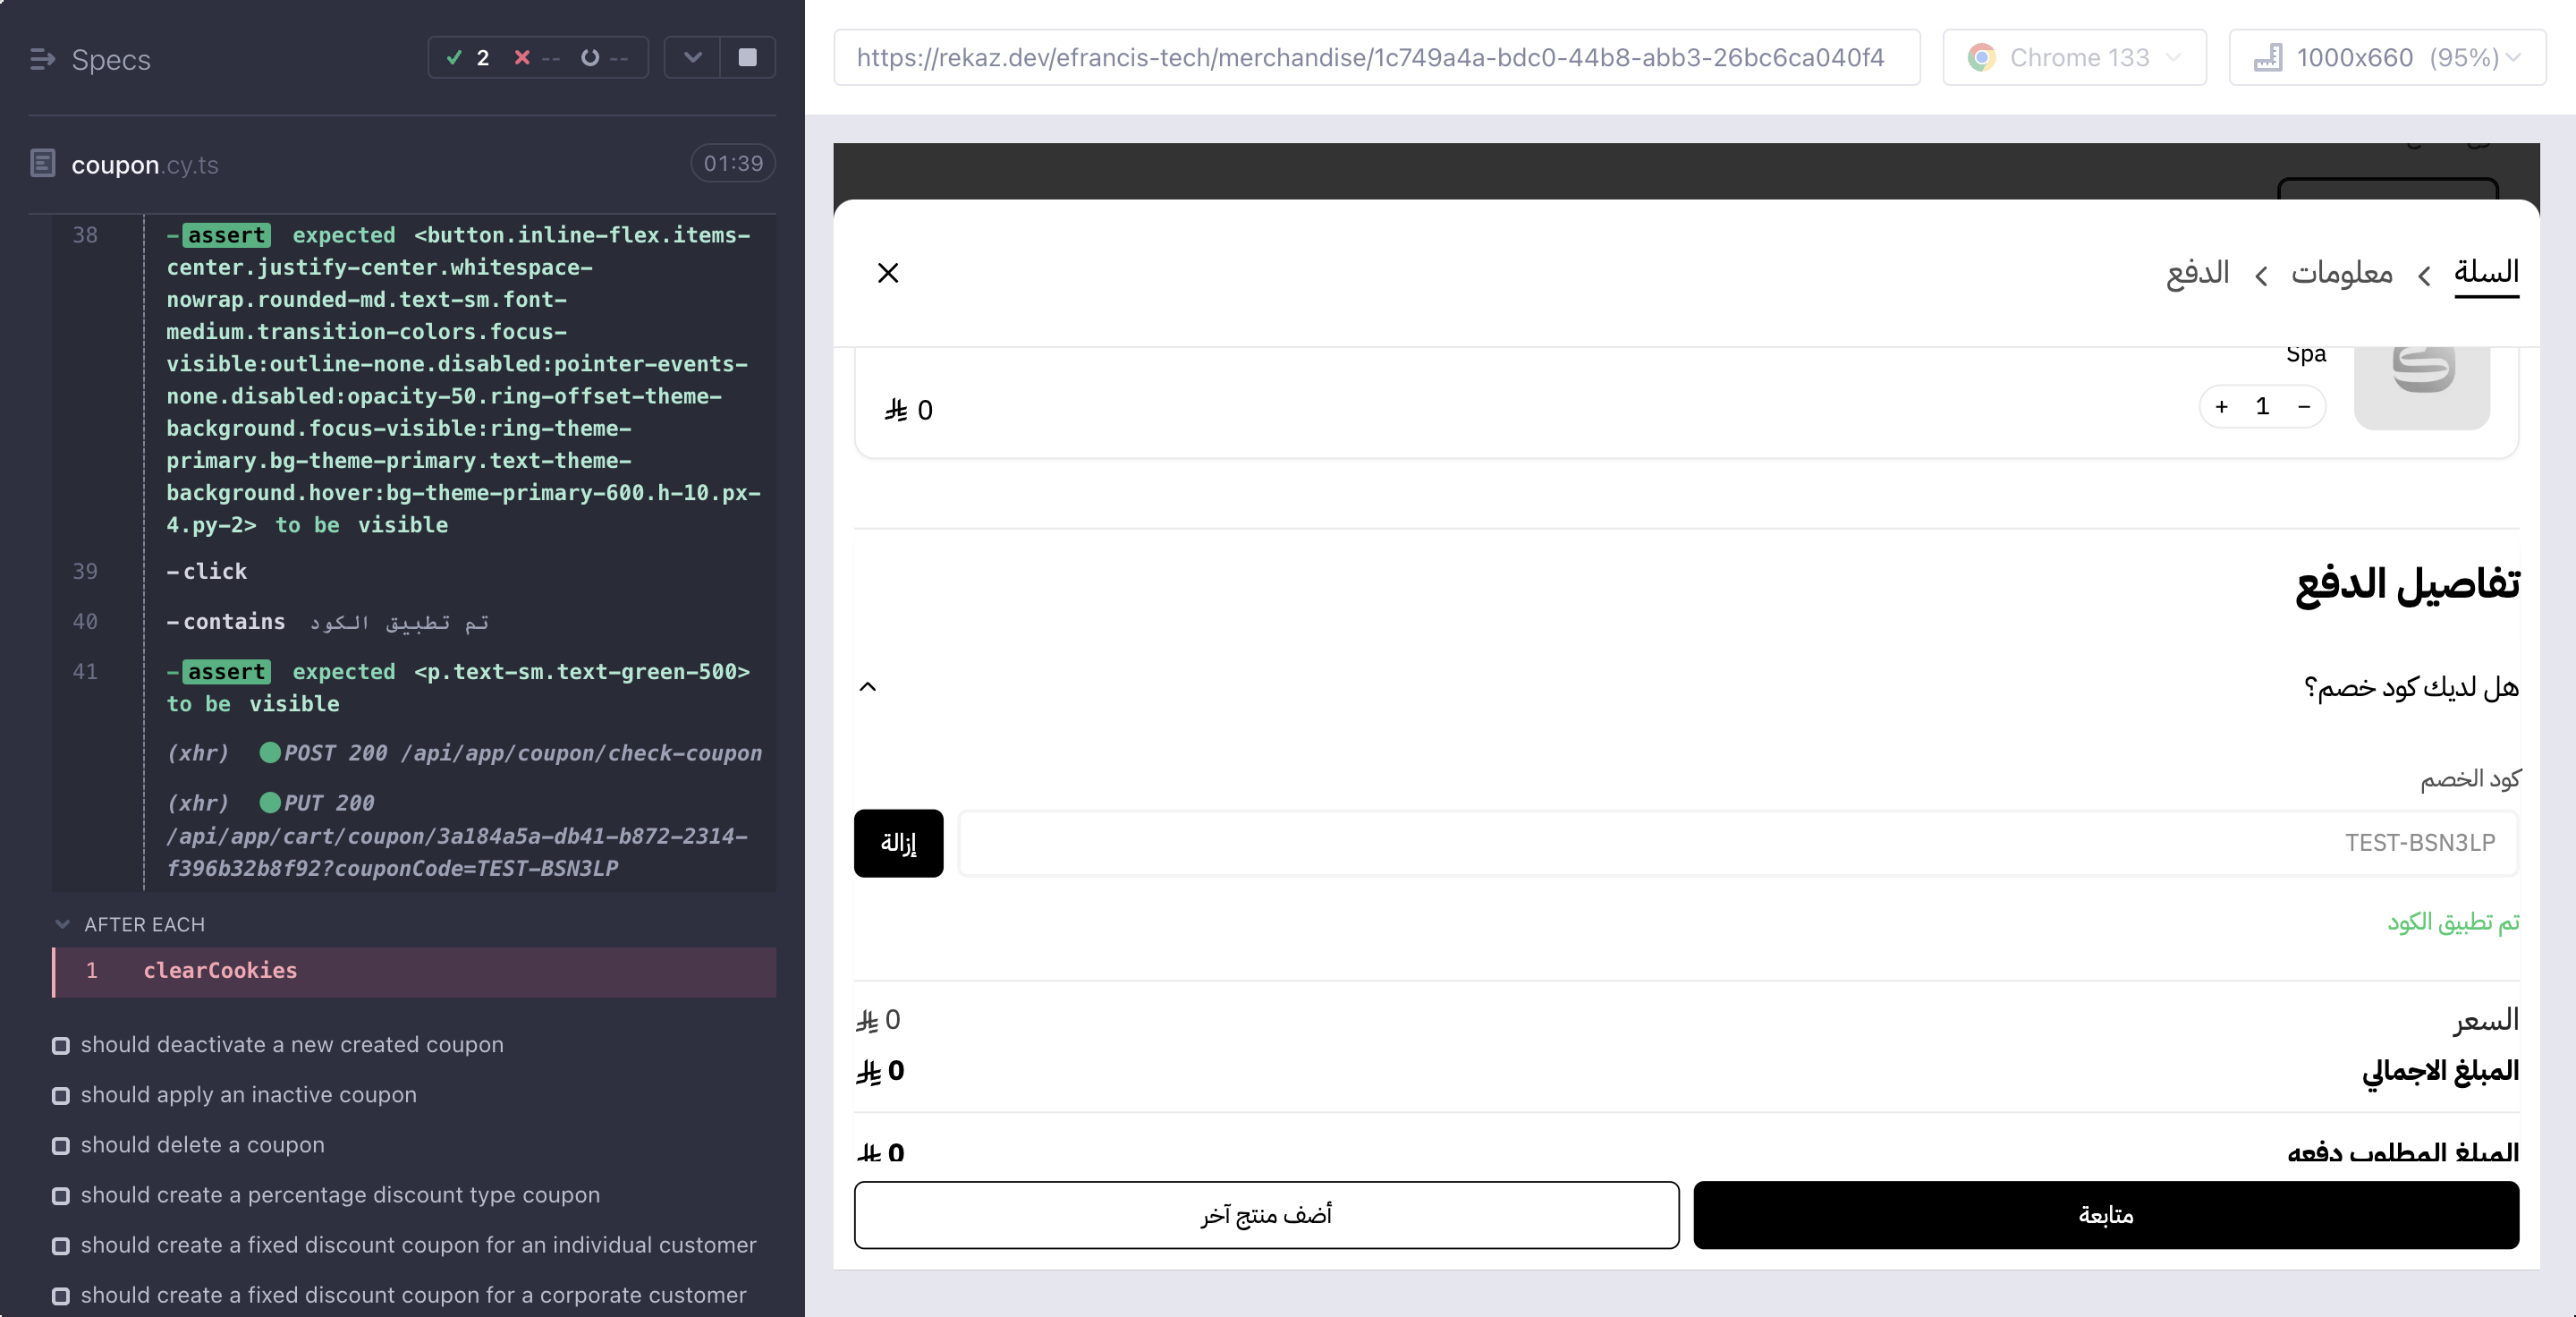 Specs
2 -- --
coupon.cy.ts
01:39
38 -assert expected <button.inline-flex.items-
center.justify-center.whitespace-
nowrap.rounded-md.text-sm.font-
medium.transition-colors.focus-
visible:outline-none.disabled:pointer-events-
none.disabled:opacity-50.ring-offset-theme-
background.focus-visible:ring-theme-
primary.bg-theme-primary.text-theme-
background.hover:bg-theme-primary-600.h-10.px-
4.py-2> to be visible
39 -click
40 -contains تم تطبيق الكود
41 -assert expected <p.text-sm.text-green-500>
to be visible
(xhr) POST 200 /api/app/coupon/check-coupon
(xhr) PUT 200
/api/app/cart/coupon/3a184a5a-db41-b872-2314-
f396b32b8f92?couponCode=TEST-BSN3LP
AFTER EACH
1 clearCookies
should deactivate a new created coupon
should apply an inactive coupon
should delete a coupon
should create a percentage discount type coupon
should create a fixed discount coupon for an individual customer
should create a fixed discount coupon for a corporate customer
https://rekaz.dev/efrancis-tech/merchandise/1c749a4a-bdc0-44b8-abb3-26bc6ca040f4
Chrome 133
1000x660 (95%)
السلة
معلومات
الدفع
Spa
+ 1 −
0
تفاصيل الدفع
هل لديك كود خصم؟
كود الخصم
TEST-BSN3LP
إزالة
تم تطبيق الكود
السعر
0
المبلغ الاجمالي
0
المبلغ المطلوب دفعه
0
متابعة
أضف منتج آخر